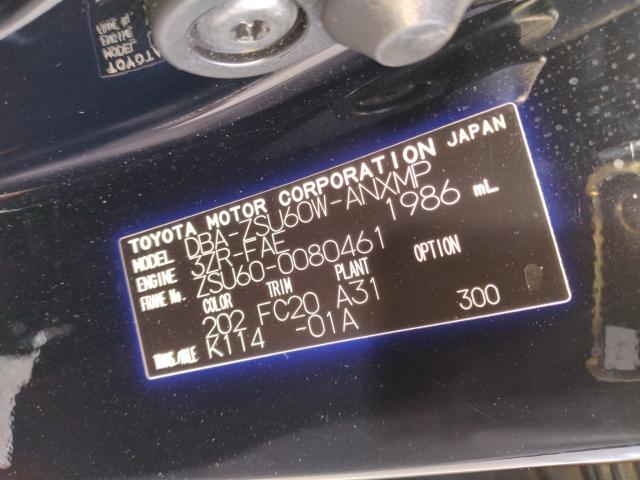 TOYOTA MOTOR CORPORATION JAPAN
MODEL DBA-ZSU60W-ANXMP
ENGINE 3ZR-FAE 1986 mL
FRAME No. ZSU60-0080461
COLOR TRIM PLANT OPTION
202 FC20 A31
TRNS./AXLE K114 -01A 300